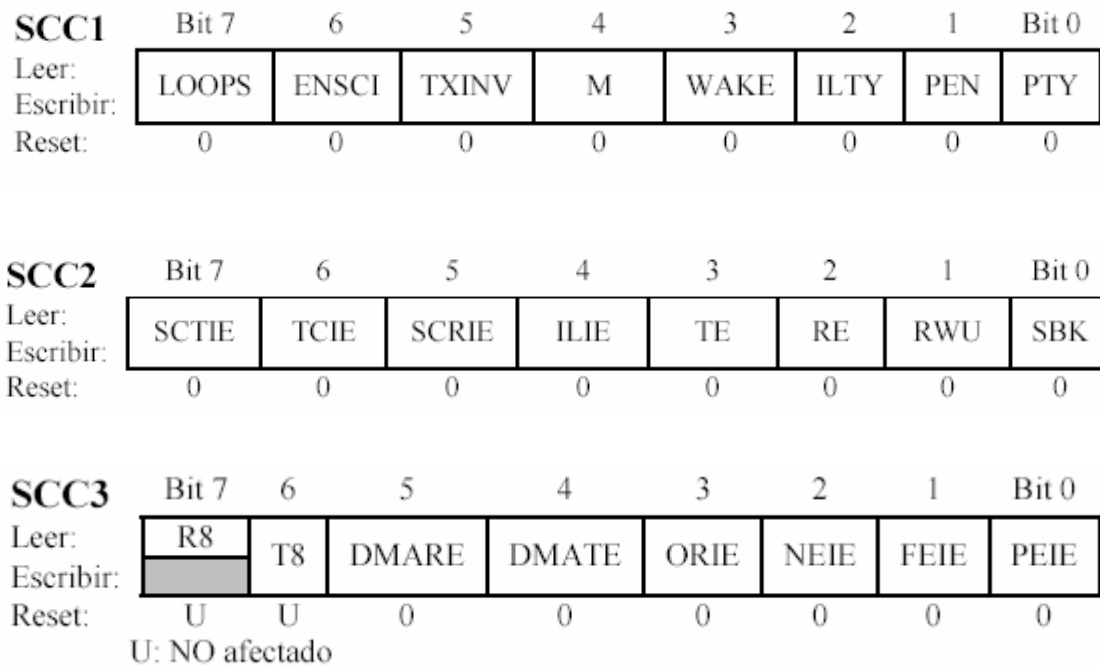 SCC1 Bit 7 6 5 4 3 2 1 Bit 0
Leer:
Escribir:
LOOPS ENSCI TXINV M WAKE ILTY PEN PTY
Reset: 0 0 0 0 0 0 0 0
SCC2 Bit 7 6 5 4 3 2 1 Bit 0
Leer:
Escribir:
SCTIE TCIE SCRIE ILIE TE RE RWU SBK
Reset: 0 0 0 0 0 0 0 0
SCC3 Bit 7 6 5 4 3 2 1 Bit 0
Leer: R8
Escribir:
T8 DMARE DMATE ORIE NEIE FEIE PEIE
Reset: U U 0 0 0 0 0 0
U: NO afectado